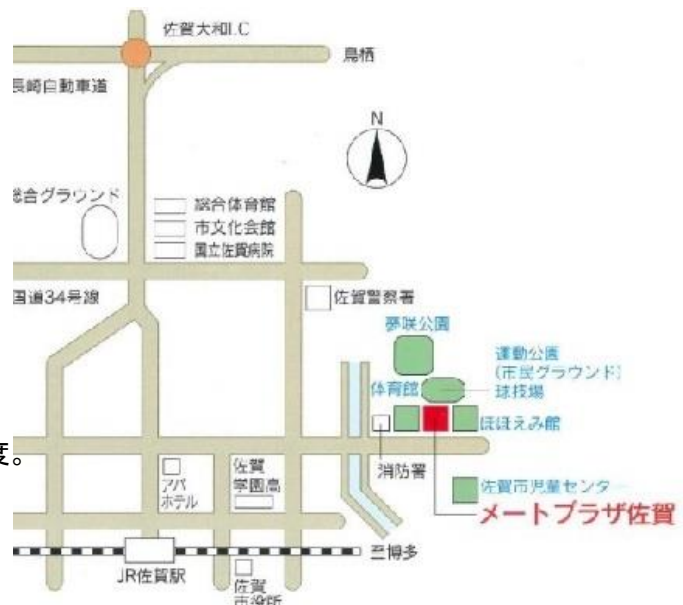 佐賀大和I.C
鳥栖
長崎自動車道
N
総合グラウンド
総合体育館
市文化会館
国立佐賀病院
国道34号線
佐賀警察署
夢咲公園
運動公園
(市民グラウンド)
球技場
体育館
ほほえみ館
度。
消防署
アパ
ホテル
佐賀
学園高
佐賀市児童センター
メートプラザ佐賀
至博多
JR佐賀駅
佐賀
市役所